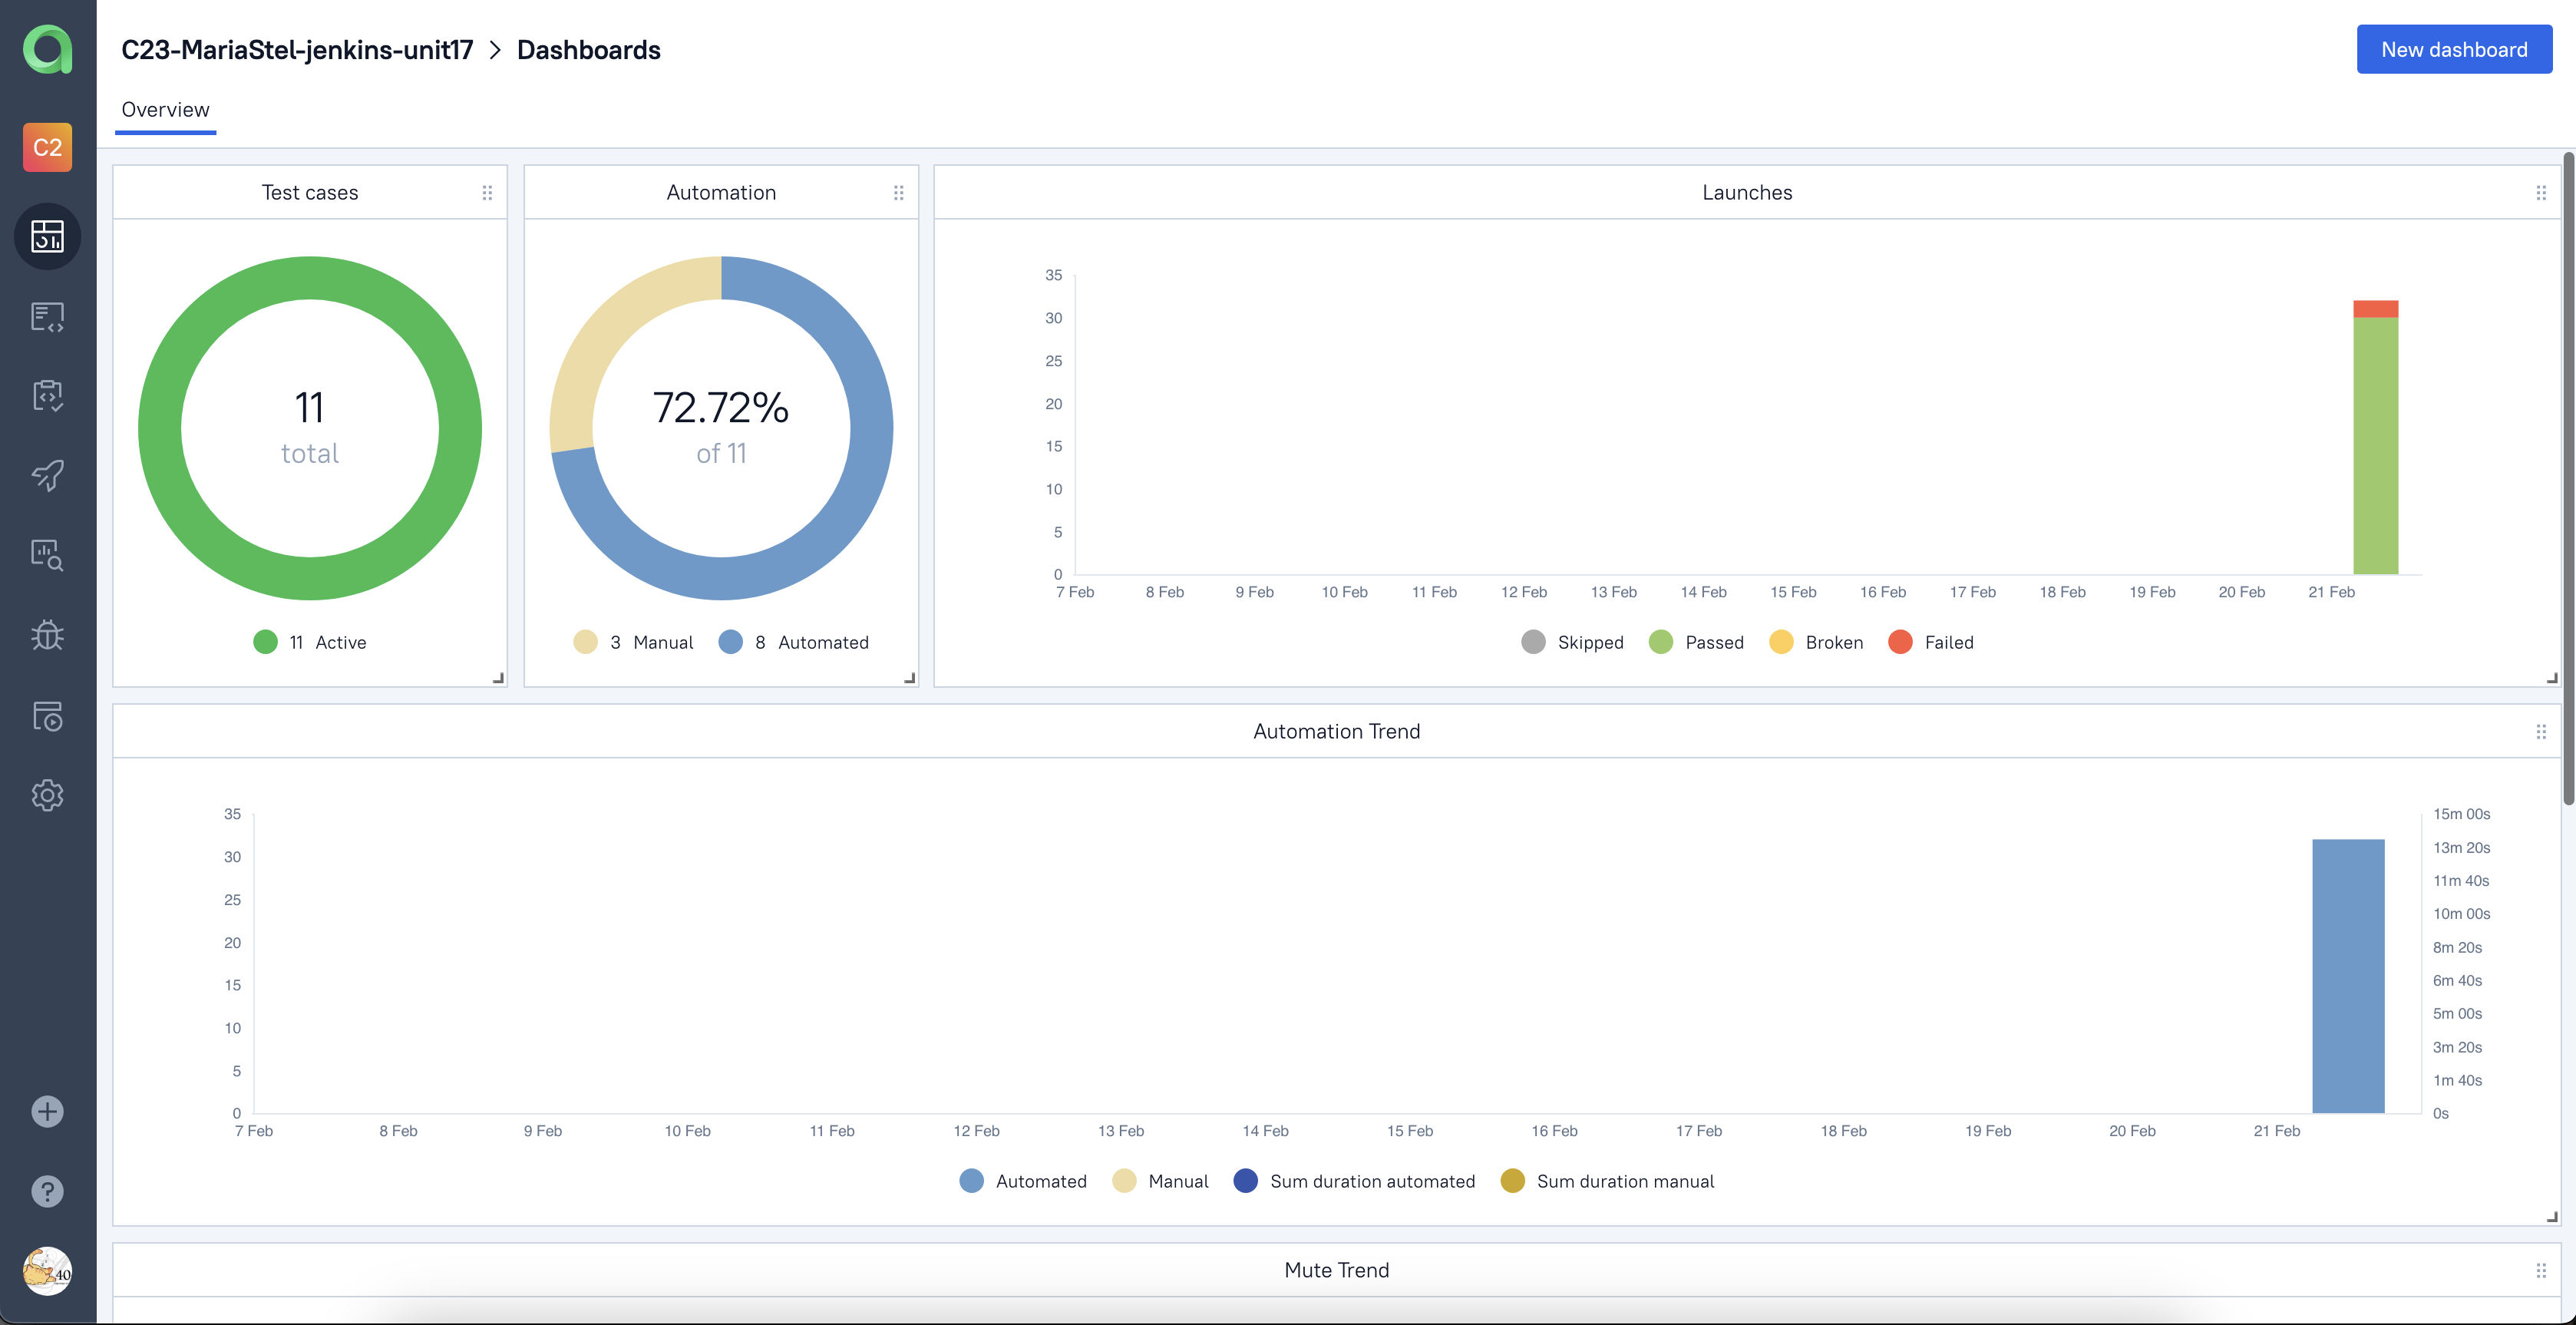 C23-MariaStel-jenkins-unit17 > Dashboards
New dashboard
Overview
C2
Test cases
11
total
11 Active
Automation
72.72%
of 11
3 Manual 8 Automated
Launches
35
30
25
20
15
10
5
0
7 Feb 8 Feb 9 Feb 10 Feb 11 Feb 12 Feb 13 Feb 14 Feb 15 Feb 16 Feb 17 Feb 18 Feb 19 Feb 20 Feb 21 Feb
Skipped Passed Broken Failed
Automation Trend
35
30
25
20
15
10
5
0
15m 00s
13m 20s
11m 40s
10m 00s
8m 20s
6m 40s
5m 00s
3m 20s
1m 40s
0s
7 Feb 8 Feb 9 Feb 10 Feb 11 Feb 12 Feb 13 Feb 14 Feb 15 Feb 16 Feb 17 Feb 18 Feb 19 Feb 20 Feb 21 Feb
Automated Manual Sum duration automated Sum duration manual
Mute Trend
?
40